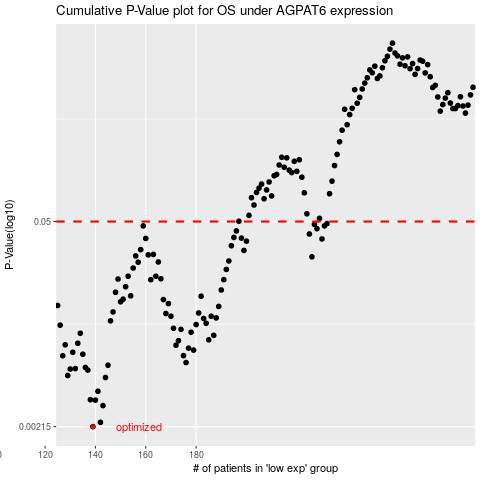 Cumulative P-Value plot for OS under AGPAT6 expression
P-Value(log10)
0.05
0.00215
optimized
0
120
140
160
180
# of patients in 'low exp' group